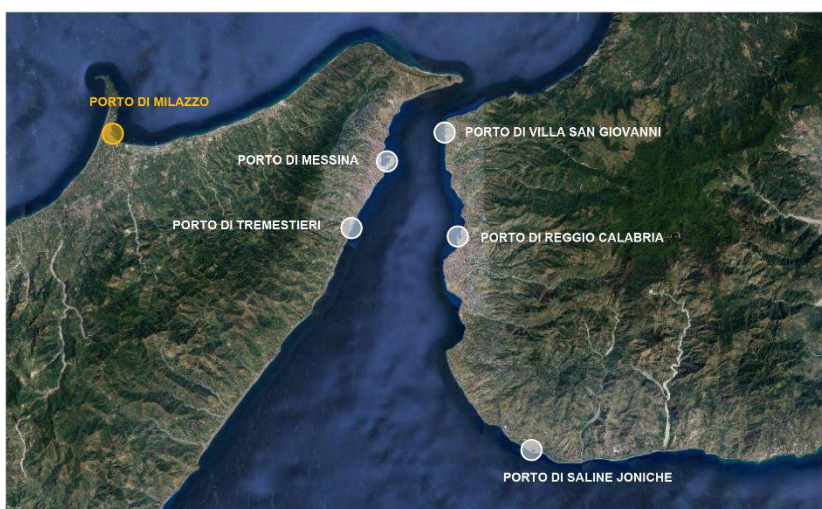 PORTO DI MILAZZO
PORTO DI VILLA SAN GIOVANNI
PORTO DI MESSINA
PORTO DI TREMESTIERI
PORTO DI REGGIO CALABRIA
PORTO DI SALINE JONICHE